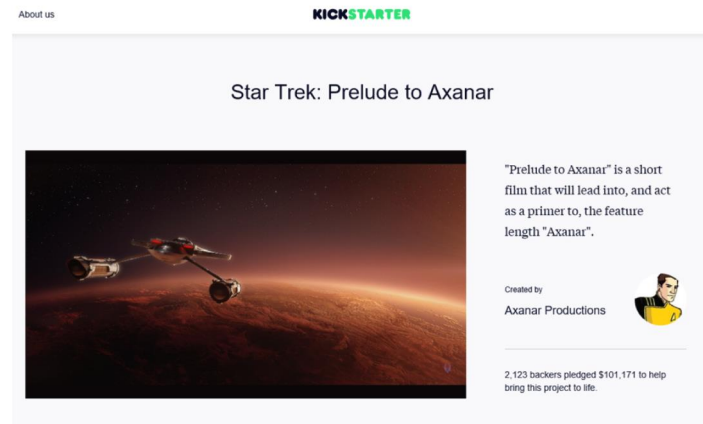 About us
KICKSTARTER
Star Trek: Prelude to Axanar
"Prelude to Axanar" is a short
film that will lead into, and act
as a primer to, the feature
length "Axanar".
Created by
Axanar Productions
2,123 backers pledged $101,171 to help
bring this project to life.